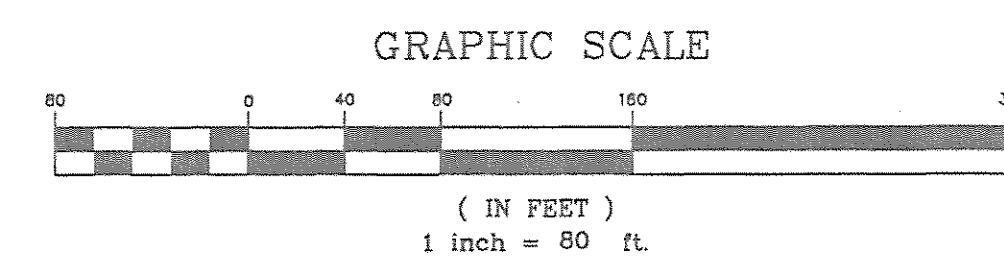 GRAPHIC SCALE
80 0 40 80 160
( IN FEET )
1 inch = 80 ft.